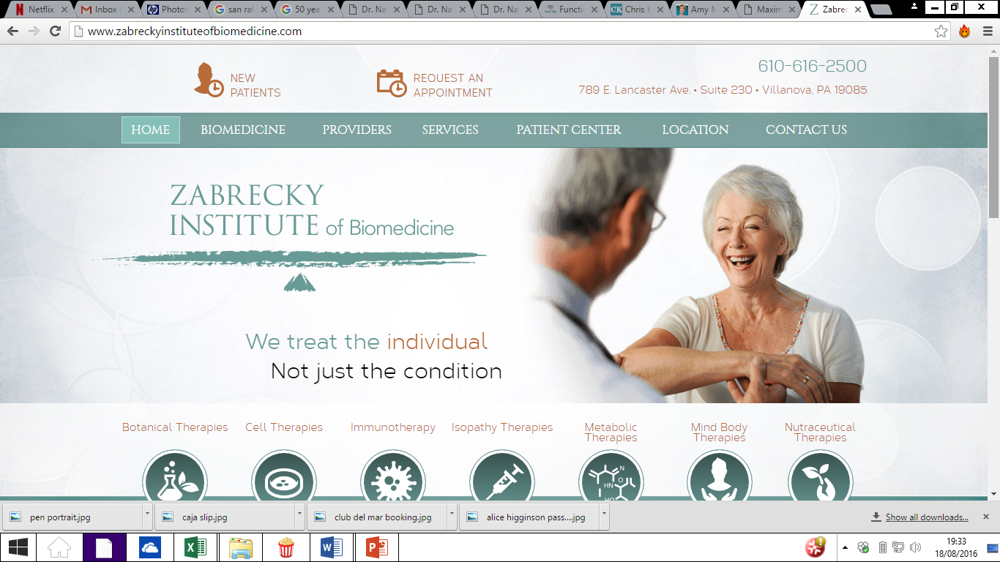 Netflix
Inbox (
Photos
san raf
50 yea
Dr. Na
Dr. Na
Dr. Na
Functi
Chris K
Amy M
Maxim
Zabrec
www.zabreckyinstituteofbiomedicine.com
610-616-2500
NEW
PATIENTS
REQUEST AN
APPOINTMENT
789 E. Lancaster Ave. • Suite 230 • Villanova, PA 19085
HOME BIOMEDICINE PROVIDERS SERVICES PATIENT CENTER LOCATION CONTACT US
ZABRECKY
INSTITUTE of Biomedicine
We treat the individual
Not just the condition
Botanical Therapies
Cell Therapies
Immunotherapy
Isopathy Therapies
Metabolic
Therapies
Mind Body
Therapies
Nutraceutical
Therapies
N
O
HN
HO
pen portrait.jpg
caja slip.jpg
club del mar booking.jpg
alice higginson pass....jpg
Show all downloads...
19:33
18/08/2016